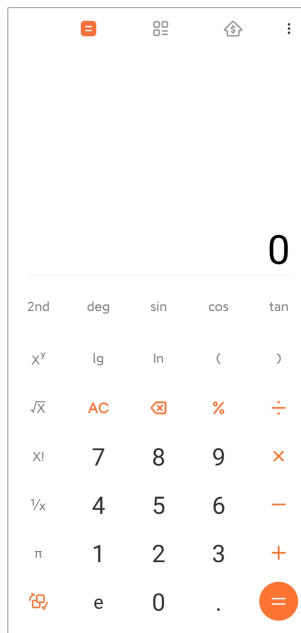 0
2nd deg sin cos tan
Xʸ lg ln ( )
√X AC % ÷
X! 7 8 9 ×
¹/x 4 5 6 −
π 1 2 3 +
e 0 . =